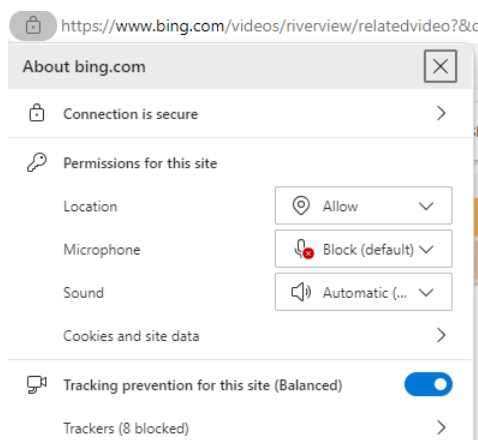 https://www.bing.com/videos/riverview/relatedvideo?&
About bing.com
Connection is secure
Permissions for this site
Location
Allow
Microphone
Block (default)
Sound
Automatic (...
Cookies and site data
Tracking prevention for this site (Balanced)
Trackers (8 blocked)